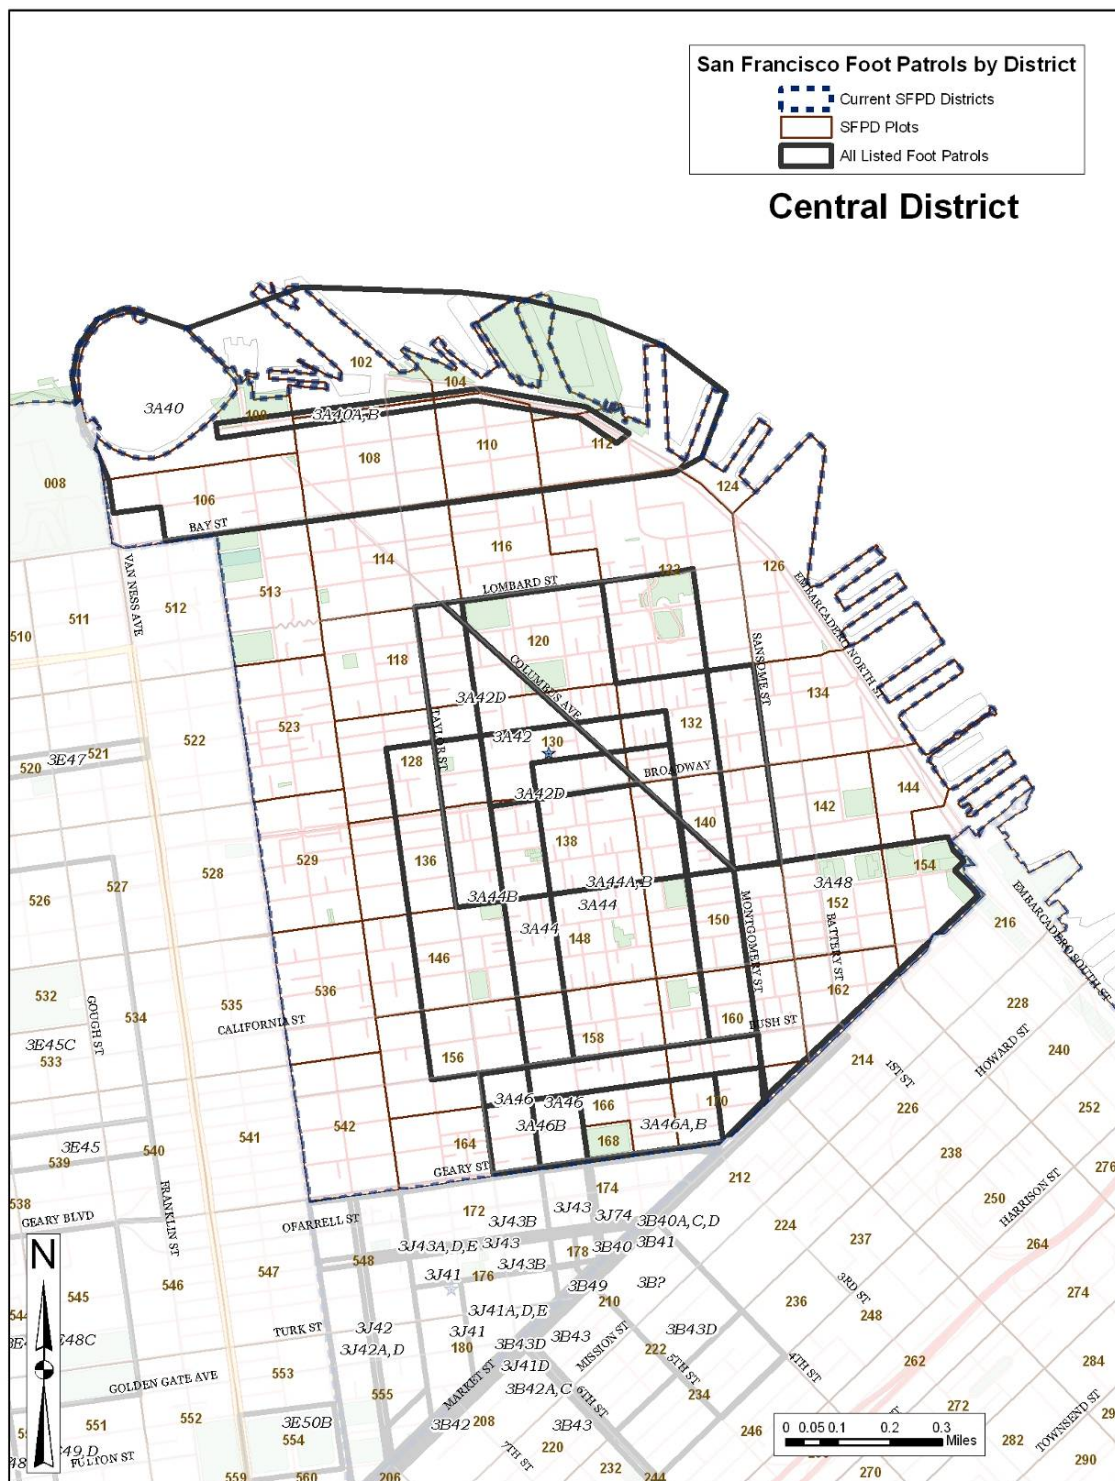 San Francisco Foot Patrols by District
Current SFPD Districts
SFPD Plots
All Listed Foot Patrols
Central District
102
104
3A40
100
3A40A,B
110
112
108
008
106
124
BAY ST
116
114
126
VAN NESS AVE
512
513
LOMBARD ST
122
EMBARCADERO NORTH ST
511
510
120
118
SANSOME ST
COLUMBUS AVE
134
3A42D
523
TAYLOR ST
132
522
3A42
130
521
3E47
520
128
BROADWAY
3A42D
144
142
140
138
136
529
528
527
526
154
3A44A,B
3A48
3A44B
3A44
152
EMBARCADERO SOUTH ST
150
MONTGOMERY ST
BATTERY ST
216
3A44
148
146
532
GOUGH ST
535
536
162
228
534
CALIFORNIA ST
160
BUSH ST
HOWARD ST
3E45C
533
158
156
214
1ST ST
240
3A46
3A46
166
170
226
252
542
541
3A46B
3A46A,B
164
168
3E45
540
539
238
GEARY ST
276
212
174
250
HARRISON ST
538
FRANKLIN ST
GEARY BLVD
OFARRELL ST
172
3J43
3J74
3J43B
3B40A,C,D
224
237
264
3J43A,D,E
3J43
178
3B40
3B41
548
547
546
545
3J41
176
3J43B
3B49
3B?
3RD ST
274
210
236
248
544
3J41A,D,E
TURK ST
3J42
3J41
3B43
3B43D
E48C
3J42A,D
180
3B43D
MISSION ST
222
262
284
553
3J41D
5TH ST
4TH ST
GOLDEN GATE AVE
555
MARKET ST
3B42A,C
6TH ST
234
272
TOWNSEND ST
552
551
3E50B
554
3B42
208
3B43
246
282
290
49,D
FULTON ST
7TH ST
220
232
244
270
559
560
206
N
0 0.05 0.1 0.2 0.3
Miles